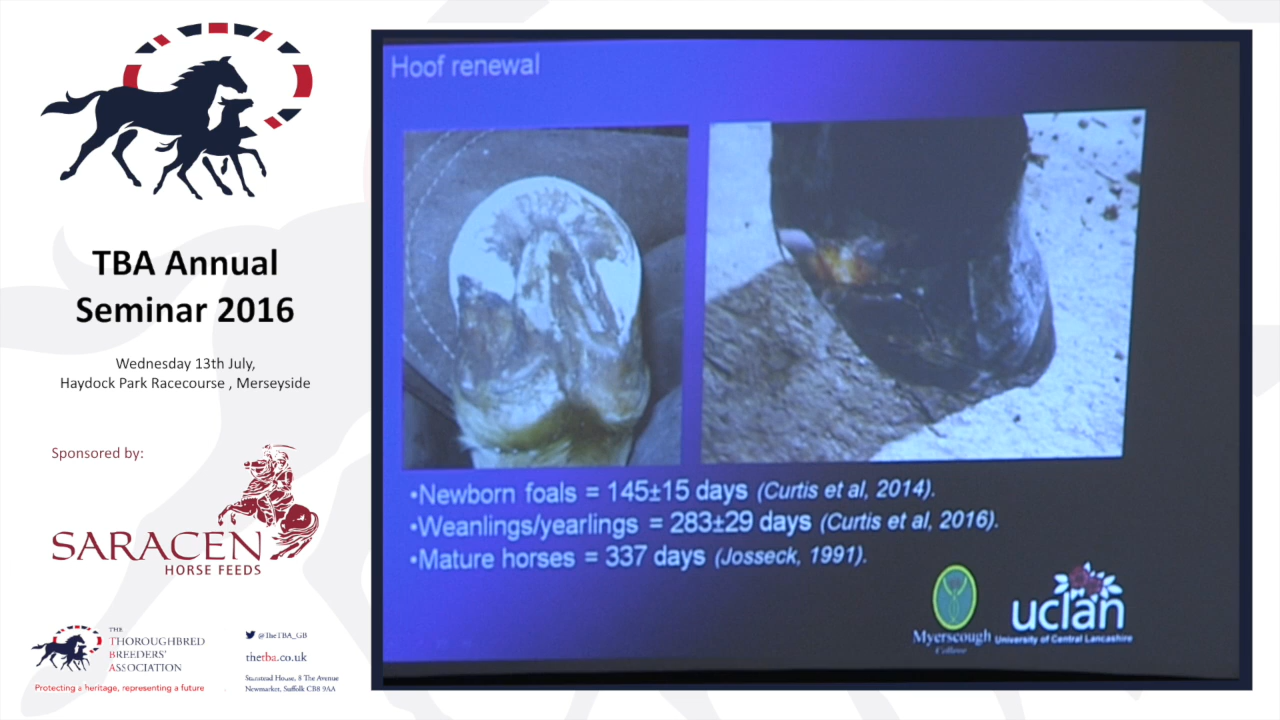 TBA Annual
Seminar 2016
Wednesday 13th July,
Haydock Park Racecourse , Merseyside
Sponsored by:
SARACEN
HORSE FEEDS
THE
THOROUGHBRED
BREEDERS'
ASSOCIATION
Protecting a heritage, representing a future
@TheTBA_GB
thetba.co.uk
Stanstead House, 8 The Avenue
Newmarket, Suffolk CB8 9AA
Hoof renewal
•Newborn foals = 145±15 days (Curtis et al, 2014).
•Weanlings/yearlings = 283±29 days (Curtis et al, 2016).
•Mature horses = 337 days (Josseck, 1991).
Myerscough
College
uclan
University of Central Lancashire